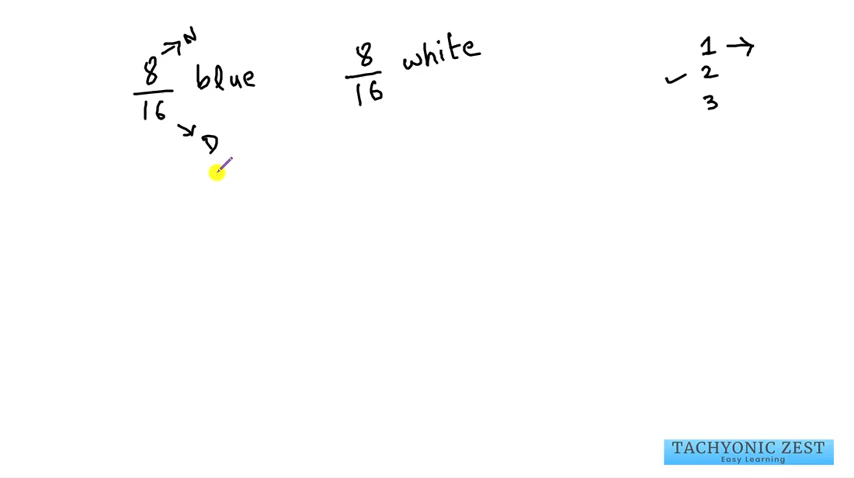 8/16 → N blue
→ D
8/16 white
1 →
✓ 2
3
TACHYONIC ZEST
Easy Learning